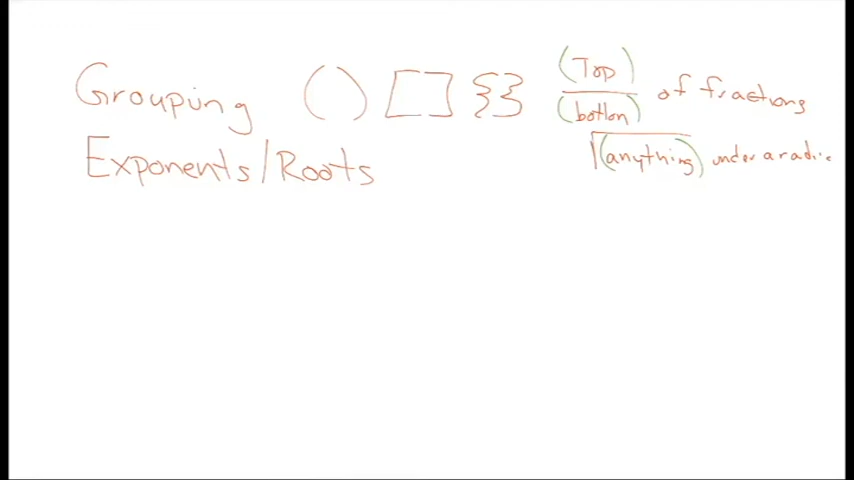 Grouping ( ) [ ] { } (Top) / (bottom) of fractions
Exponents/Roots √(anything) under a radic